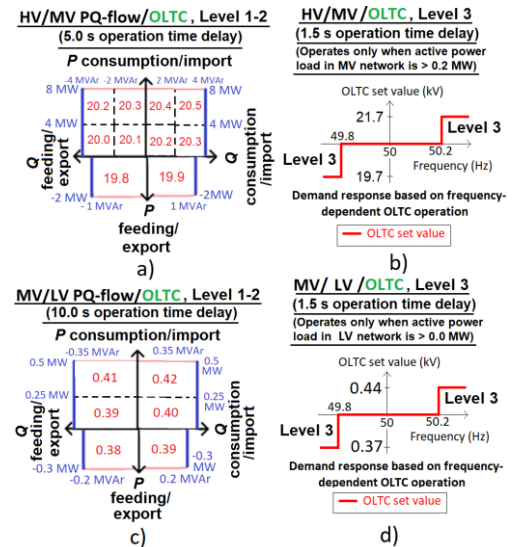 HV/MV PQ-flow/OLTC, Level 1-2
(5.0 s operation time delay)
P consumption/import
-4 MVAr -2 MVAr 2 MVAr 4 MVAr
8 MW 8 MW
20.2 20.3 20.4 20.5
4 MW 4 MW
20.0 20.1 20.2 20.3
Q Q
feeding/
export
consumption
/import
19.8 19.9
-2 MW -2MW
-1 MVAr 1 MVAr
P
feeding/
export
a)
HV/MV /OLTC, Level 3
(1.5 s operation time delay)
(Operates only when active power
load in MV network is > 0.2 MW)
OLTC set value (kV)
21.7
49.8 Level 3
50 50.2
Level 3 Frequency (Hz)
19.7
Demand response based on frequency-
dependent OLTC operation
OLTC set value
b)
MV/LV PQ-flow/OLTC, Level 1-2
(10.0 s operation time delay)
P consumption/import
-0.35 MVAr 0.35 MVAr
0.5 MW 0.5
MW
0.41 0.42
0.25 MW 0.25
MW
0.39 0.40
Q Q
feeding/
export
consumption
/import
0.38 0.39
-0.3 MW -0.3
MW
-0.2 MVAr 0.2 MVAr
P
feeding/
export
c)
MV/ LV /OLTC, Level 3
(1.5 s operation time delay)
(Operates only when active power
load in LV network is > 0.0 MW)
OLTC set value (kV)
0.44
49.8 Level 3
50.2
Level 3 Frequency (Hz)
0.37
Demand response based on frequency-
dependent OLTC operation
OLTC set value
d)